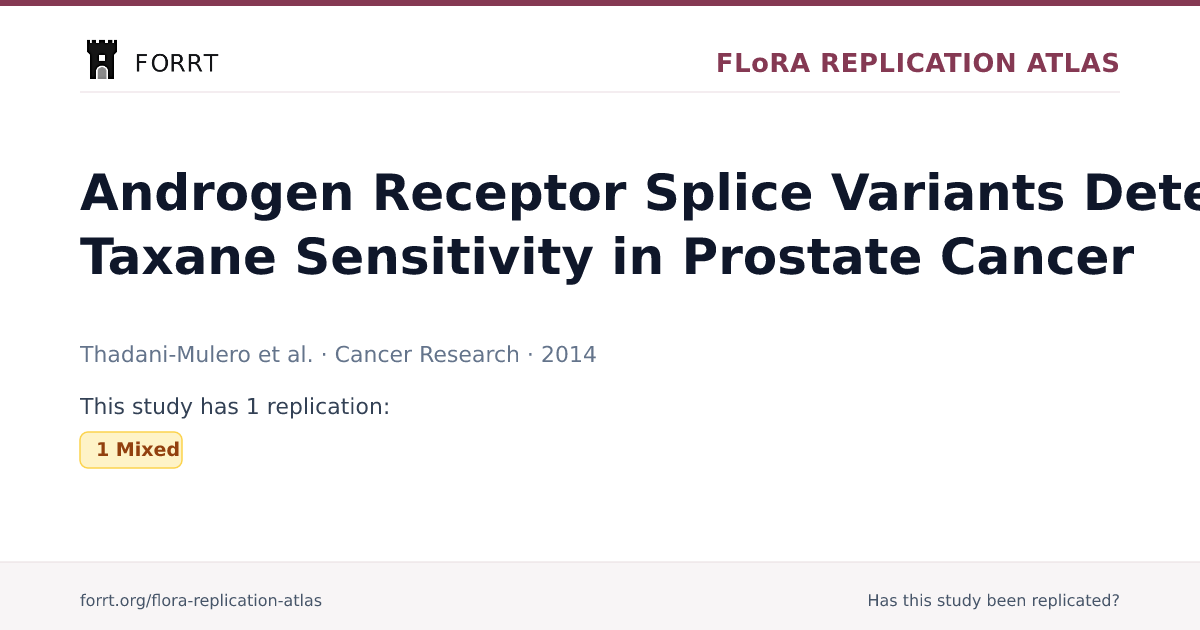 FORRT
FLoRA REPLICATION ATLAS
Androgen Receptor Splice Variants Dete
Taxane Sensitivity in Prostate Cancer
Thadani-Mulero et al. · Cancer Research · 2014
This study has 1 replication:
1 Mixed
forrt.org/flora-replication-atlas
Has this study been replicated?